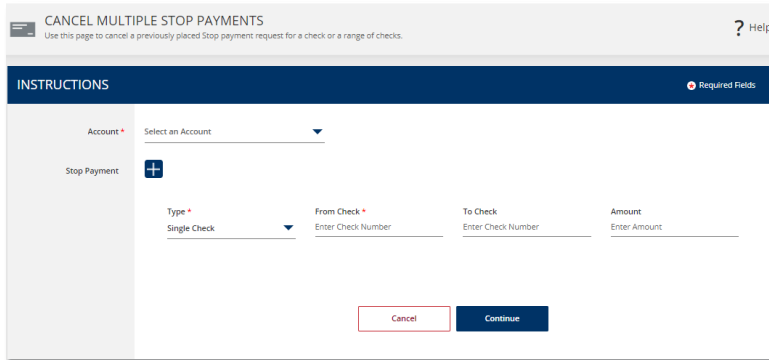 CANCEL MULTIPLE STOP PAYMENTS
Use this page to cancel a previously placed Stop payment request for a check or a range of checks.
? Help
INSTRUCTIONS
Required Fields
Account *
Select an Account
Stop Payment
Type *
From Check *
To Check
Amount
Single Check
Enter Check Number
Enter Check Number
Enter Amount
Cancel
Continue